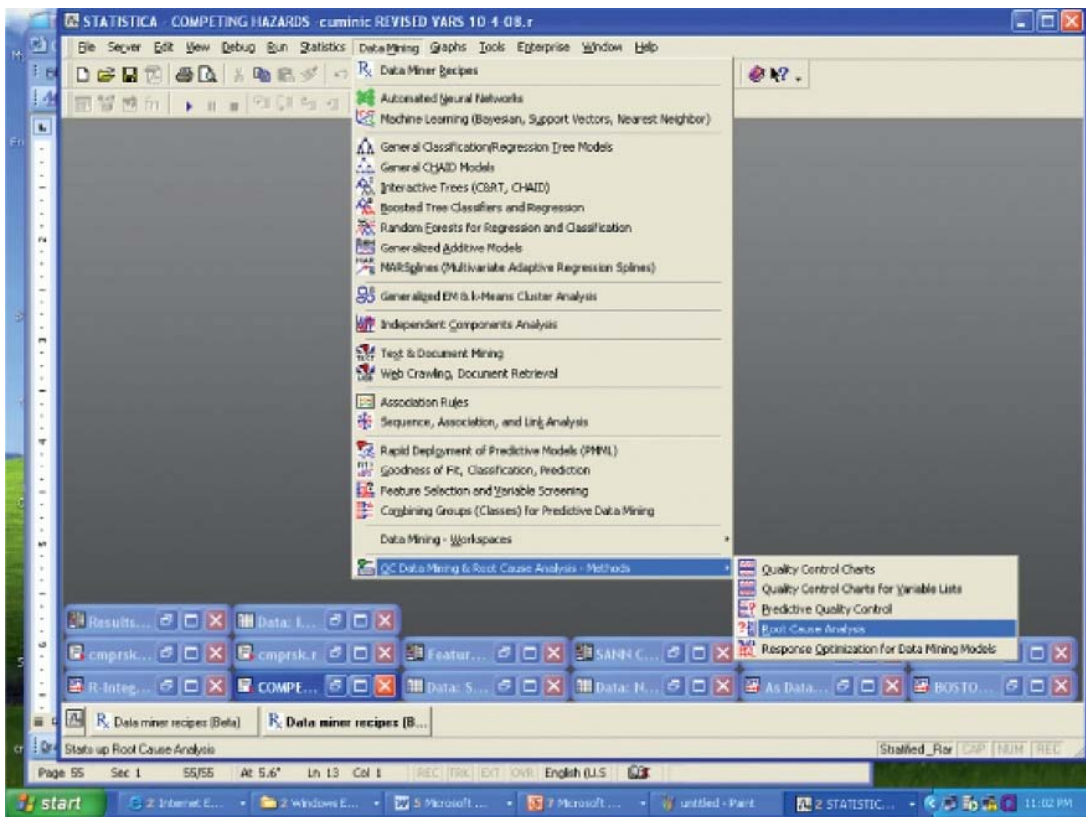 STATISTICA - COMPETING HAZARDS -cuminic REVISED VARS 10-4-08.r
File Server Edit View Debug Run Statistics Data Mining Graphs Tools Enterprise Window Help
Data Miner Recipes
Automated Neural Networks
Machine Learning (Bayesian, Support Vectors, Nearest Neighbor)
General Classification/Regression Tree Models
General CHAID Models
Interactive Trees (C&RT, CHAID)
Boosted Tree Classifiers and Regression
Random Forests for Regression and Classification
Generalized Additive Models
MARSplines (Multivariate Adaptive Regression Splines)
Generalized EM & k-Means Cluster Analysis
Independent Components Analysis
Text & Document Mining
Web Crawling, Document Retrieval
Association Rules
Sequence, Association, and Link Analysis
Rapid Deployment of Predictive Models (PMML)
Goodness of Fit, Classification, Prediction
Feature Selection and Variable Screening
Combining Groups (Classes) for Predictive Data Mining
Data Mining - Workspaces
QC Data Mining & Root Cause Analysis - Methods
Quality Control Charts
Quality Control Charts for Variable Lists
Predictive Quality Control
Root Cause Analysis
Response Optimization for Data Mining Models
Results... Data: I...
cmprsk... cmprsk.r Featur... SANN C...
R-Integ... COMPE... Data: S... Data: N... As Data... BOSTO...
Data miner recipes (Beta) Data miner recipes (B...
Starts up Root Cause Analysis CAP NUM REC
Page 55 Sec 1 55/55 At 5.6" Ln 13 Col 1 REC TRK EXT OVR English (U.S
start 2 Internet E... 2 Windows E... 5 Microsoft ... 7 Microsoft ... untitled - Paint 2 STATISTIC... 11:02 PM